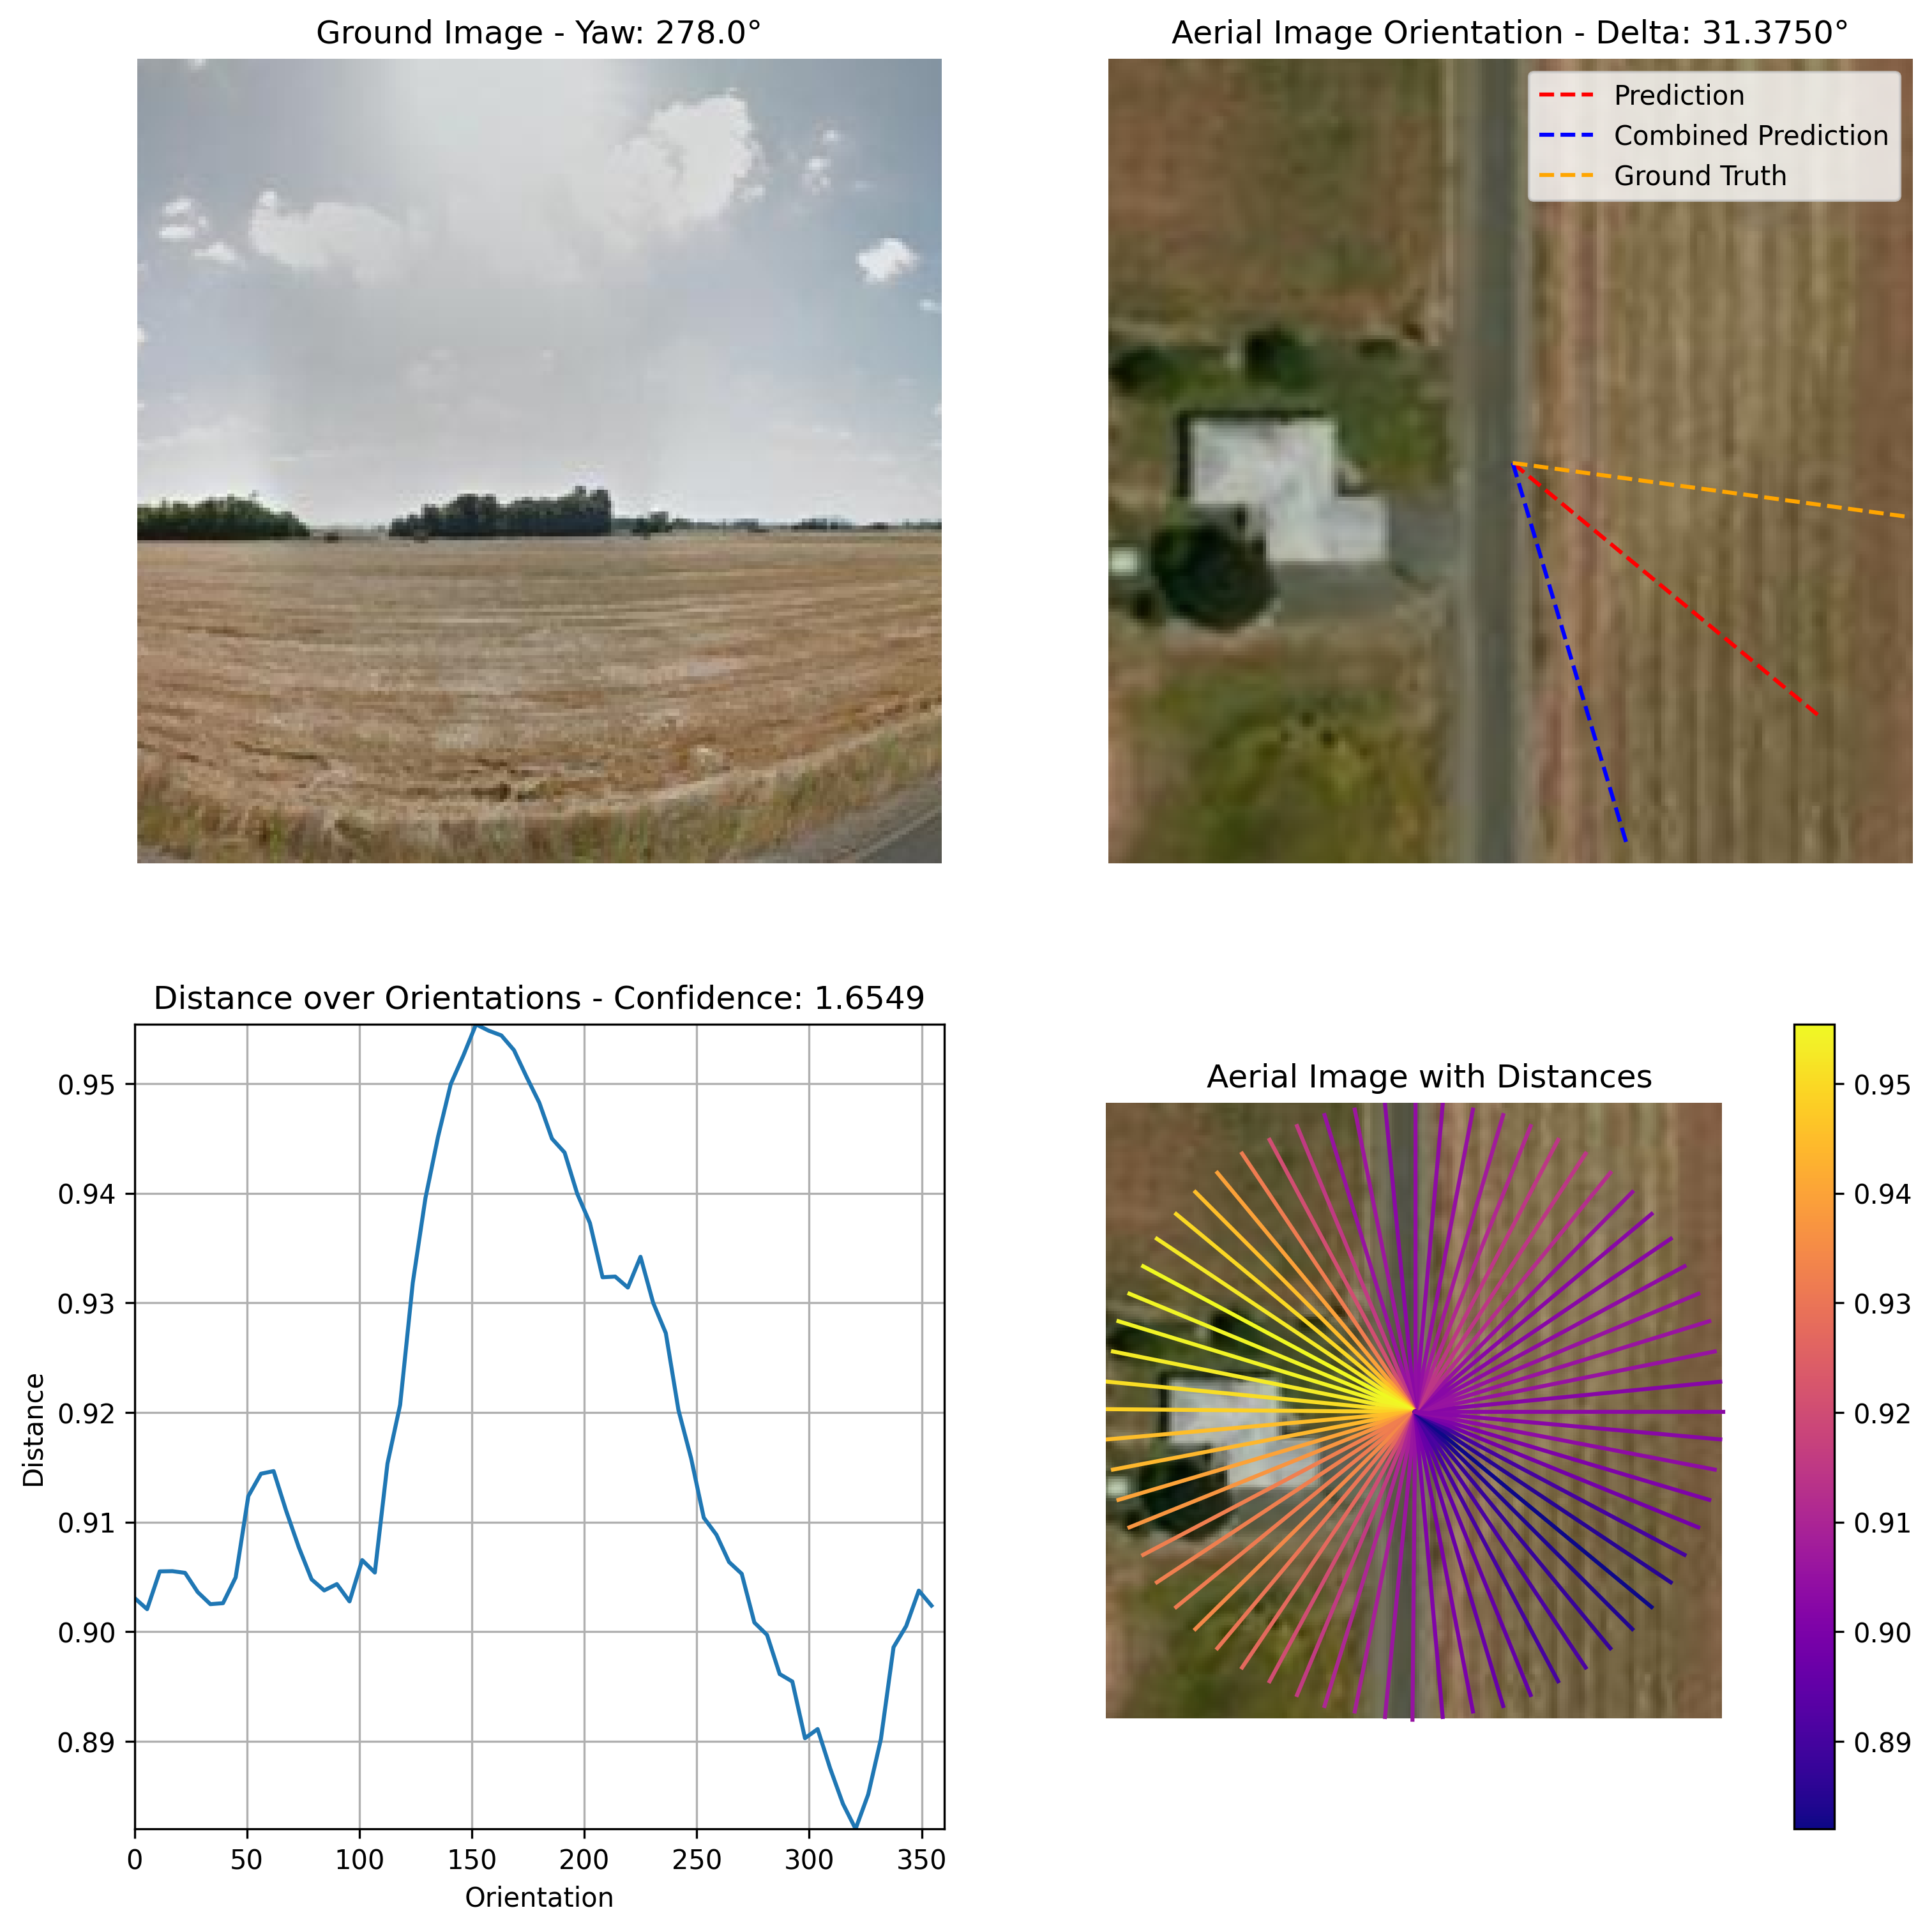 Ground Image - Yaw: 278.0°
Aerial Image Orientation - Delta: 31.3750°
Prediction
Combined Prediction
Ground Truth
Distance over Orientations - Confidence: 1.6549
0.95
0.94
0.93
0.92
0.91
0.90
0.89
Distance
0
50
100
150
200
250
300
350
Orientation
Aerial Image with Distances
0.95
0.94
0.93
0.92
0.91
0.90
0.89